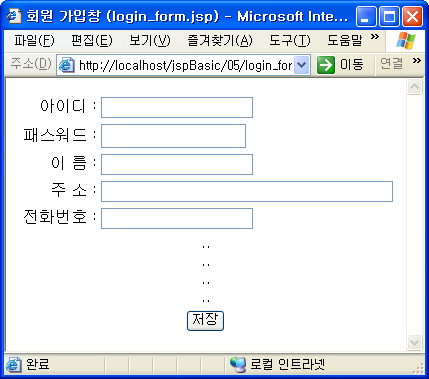 회원 가입창 (login_form.jsp) - Microsoft Inte...
파일(F) 편집(E) 보기(V) 즐겨찾기(A) 도구(T) 도움말 »
주소(D) http://localhost/jspBasic/05/login_for 이동 연결 »
아이디 :
패스워드 :
이 름 :
주 소 :
전화번호 :
..
..
..
..
저장
완료 로컬 인트라넷